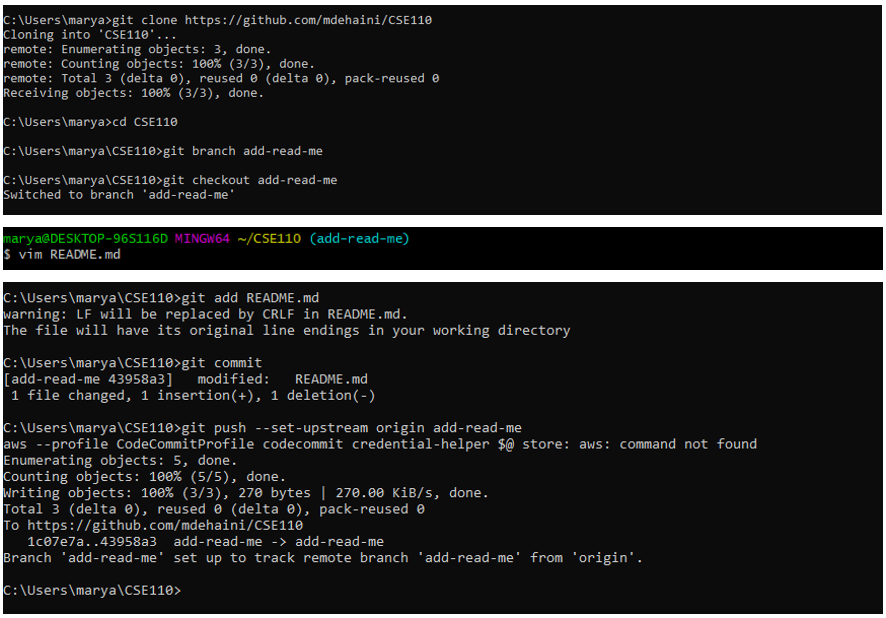 C:\Users\marya>git clone https://github.com/mdehaini/CSE110
Cloning into 'CSE110'...
remote: Enumerating objects: 3, done.
remote: Counting objects: 100% (3/3), done.
remote: Total 3 (delta 0), reused 0 (delta 0), pack-reused 0
Receiving objects: 100% (3/3), done.
C:\Users\marya>cd CSE110
C:\Users\marya\CSE110>git branch add-read-me
C:\Users\marya\CSE110>git checkout add-read-me
Switched to branch 'add-read-me'
marya@DESKTOP-96S116D MINGW64 ~/CSE110 (add-read-me)
$ vim README.md
C:\Users\marya\CSE110>git add README.md
warning: LF will be replaced by CRLF in README.md.
The file will have its original line endings in your working directory
C:\Users\marya\CSE110>git commit
[add-read-me 43958a3]   modified:   README.md
 1 file changed, 1 insertion(+), 1 deletion(-)
C:\Users\marya\CSE110>git push --set-upstream origin add-read-me
aws --profile CodeCommitProfile codecommit credential-helper $@ store: aws: command not found
Enumerating objects: 5, done.
Counting objects: 100% (5/5), done.
Writing objects: 100% (3/3), 270 bytes | 270.00 KiB/s, done.
Total 3 (delta 0), reused 0 (delta 0), pack-reused 0
To https://github.com/mdehaini/CSE110
   1c07e7a..43958a3  add-read-me -> add-read-me
Branch 'add-read-me' set up to track remote branch 'add-read-me' from 'origin'.
C:\Users\marya\CSE110>